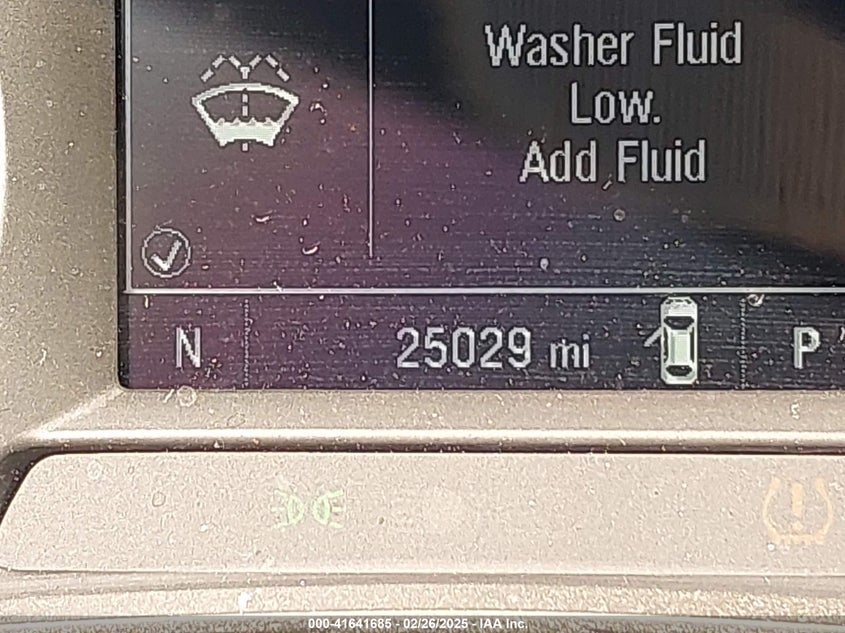 Washer Fluid
Low.
Add Fluid
N 25029 mi P
000-41641685 - 02/26/2025 - IAA Inc.